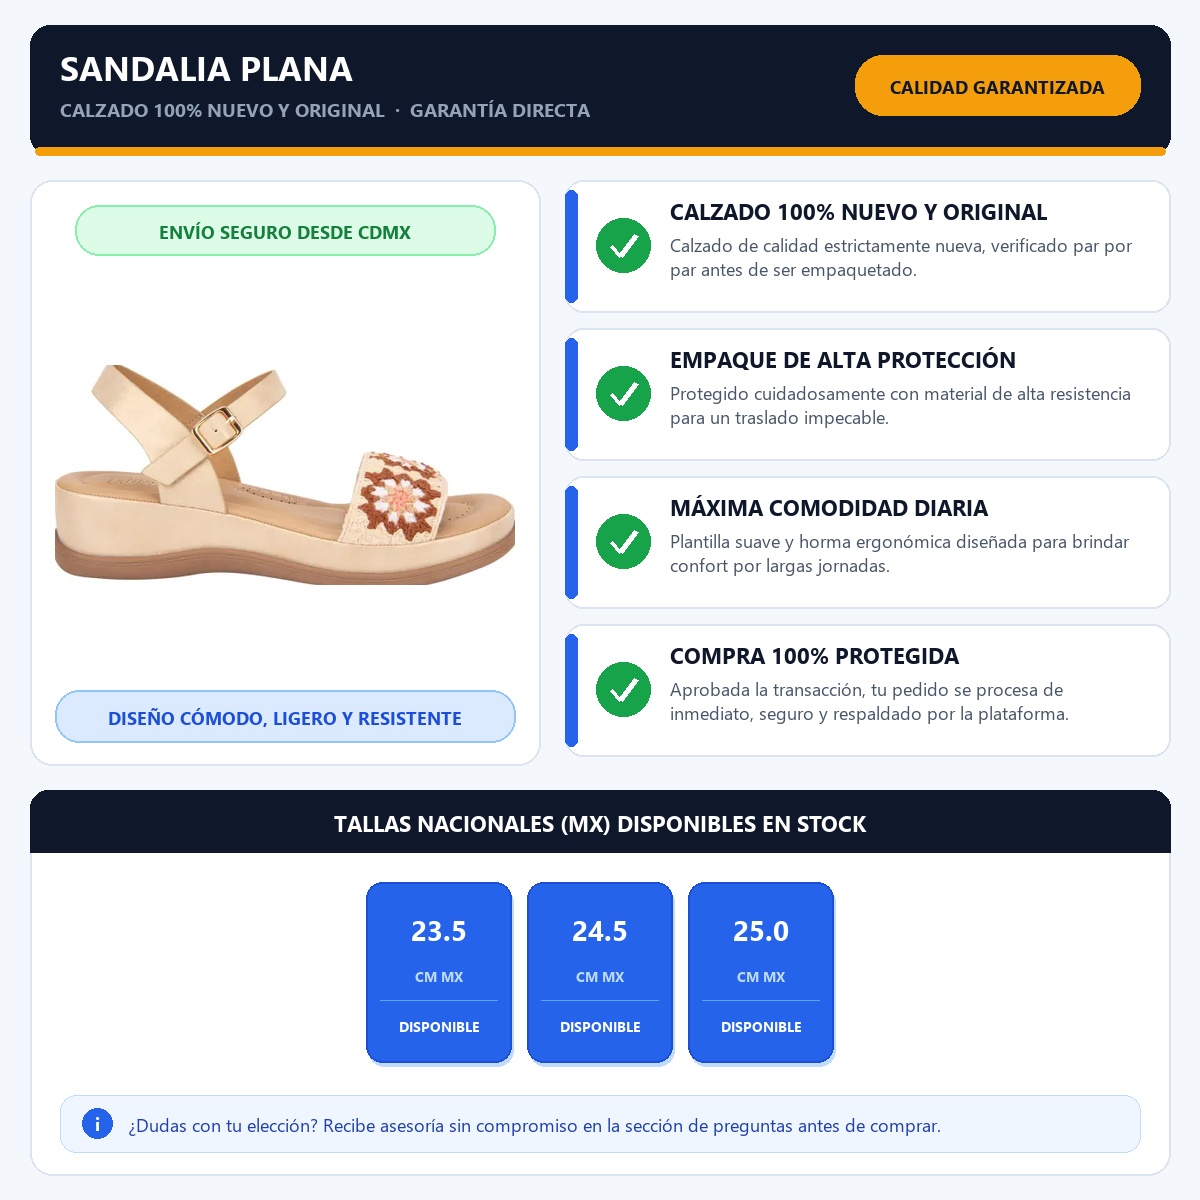 SANDALIA PLANA
CALZADO 100% NUEVO Y ORIGINAL · GARANTÍA DIRECTA
CALIDAD GARANTIZADA
ENVÍO SEGURO DESDE CDMX
DISEÑO CÓMODO, LIGERO Y RESISTENTE
CALZADO 100% NUEVO Y ORIGINAL
Calzado de calidad estrictamente nueva, verificado par por
par antes de ser empaquetado.
EMPAQUE DE ALTA PROTECCIÓN
Protegido cuidadosamente con material de alta resistencia
para un traslado impecable.
MÁXIMA COMODIDAD DIARIA
Plantilla suave y horma ergonómica diseñada para brindar
confort por largas jornadas.
COMPRA 100% PROTEGIDA
Aprobada la transacción, tu pedido se procesa de
inmediato, seguro y respaldado por la plataforma.
TALLAS NACIONALES (MX) DISPONIBLES EN STOCK
23.5
CM MX
DISPONIBLE
24.5
CM MX
DISPONIBLE
25.0
CM MX
DISPONIBLE
¿Dudas con tu elección? Recibe asesoría sin compromiso en la sección de preguntas antes de comprar.